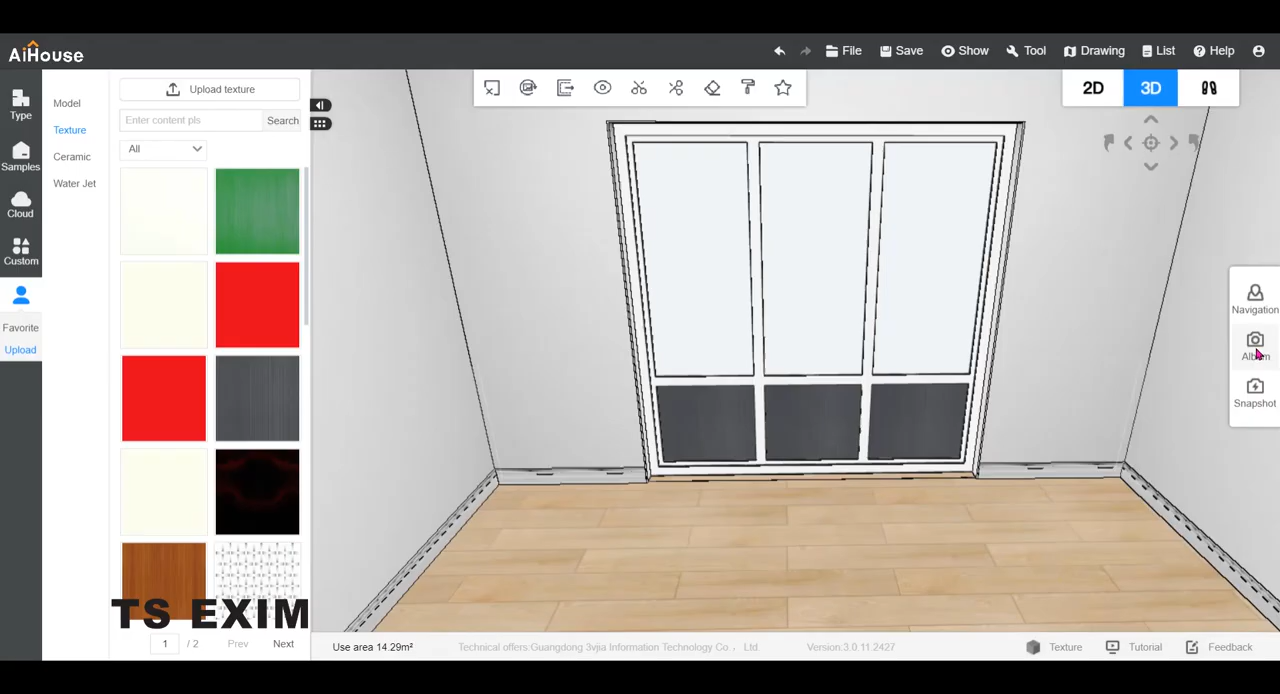 AiHouse
File
Save
Show
Tool
Drawing
List
Help
Type
Samples
Cloud
Custom
Favorite
Upload
Model
Texture
Ceramic
Water Jet
Upload texture
Enter content pls
Search
All
2D
3D
Navigation
Album
Snapshot
TS EXIM
1 / 2 Prev Next
Use area 14.29m²
Technical offers:Guangdong 3vjia Information Technology Co ，Ltd.
Version:3.0.11.2427
Texture
Tutorial
Feedback